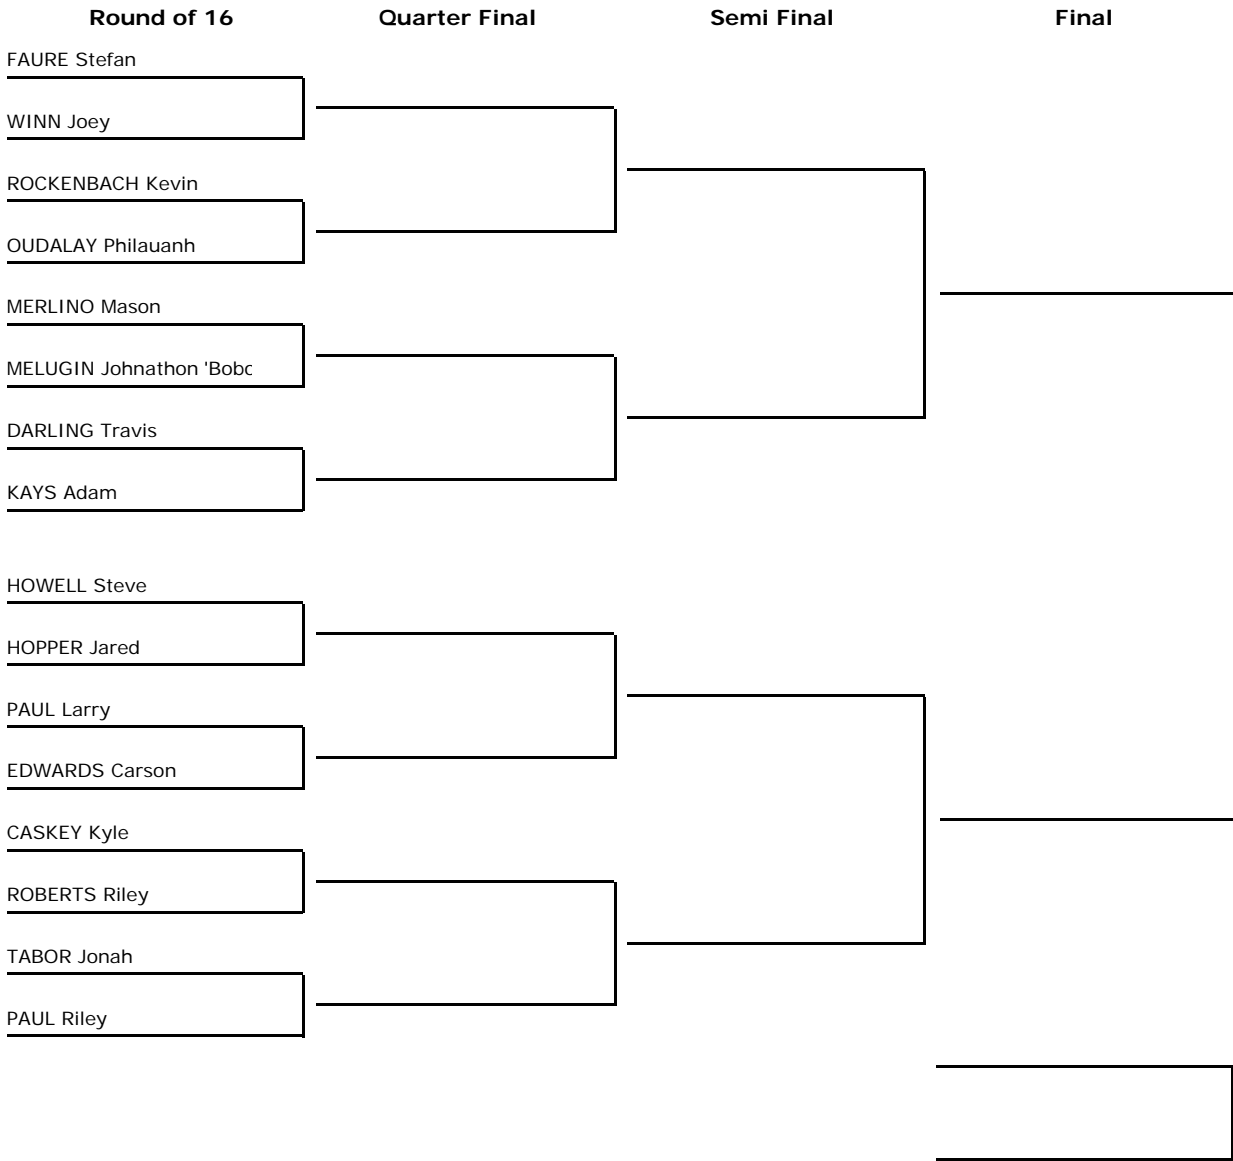 Round of 16 Quarter Final Semi Final Final
FAURE Stefan
WINN Joey
ROCKENBACH Kevin
OUDALAY Philauanh
MERLINO Mason
MELUGIN Johnathon 'Bobc
DARLING Travis
KAYS Adam
HOWELL Steve
HOPPER Jared
PAUL Larry
EDWARDS Carson
CASKEY Kyle
ROBERTS Riley
TABOR Jonah
PAUL Riley